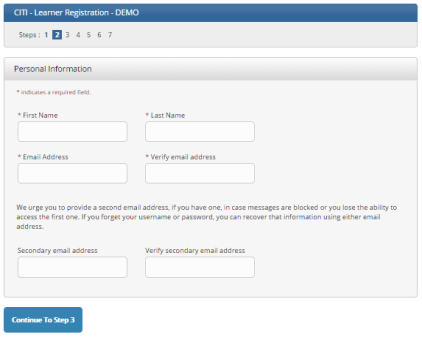 CITI - Learner Registration - DEMO
Steps : 1 2 3 4 5 6 7
Personal Information
* indicates a required field.
* First Name * Last Name
* Email Address * Verify email address
We urge you to provide a second email address, if you have one, in case messages are blocked or you lose the ability to
access the first one. If you forget your username or password, you can recover that information using either email
address.
Secondary email address Verify secondary email address
Continue To Step 3